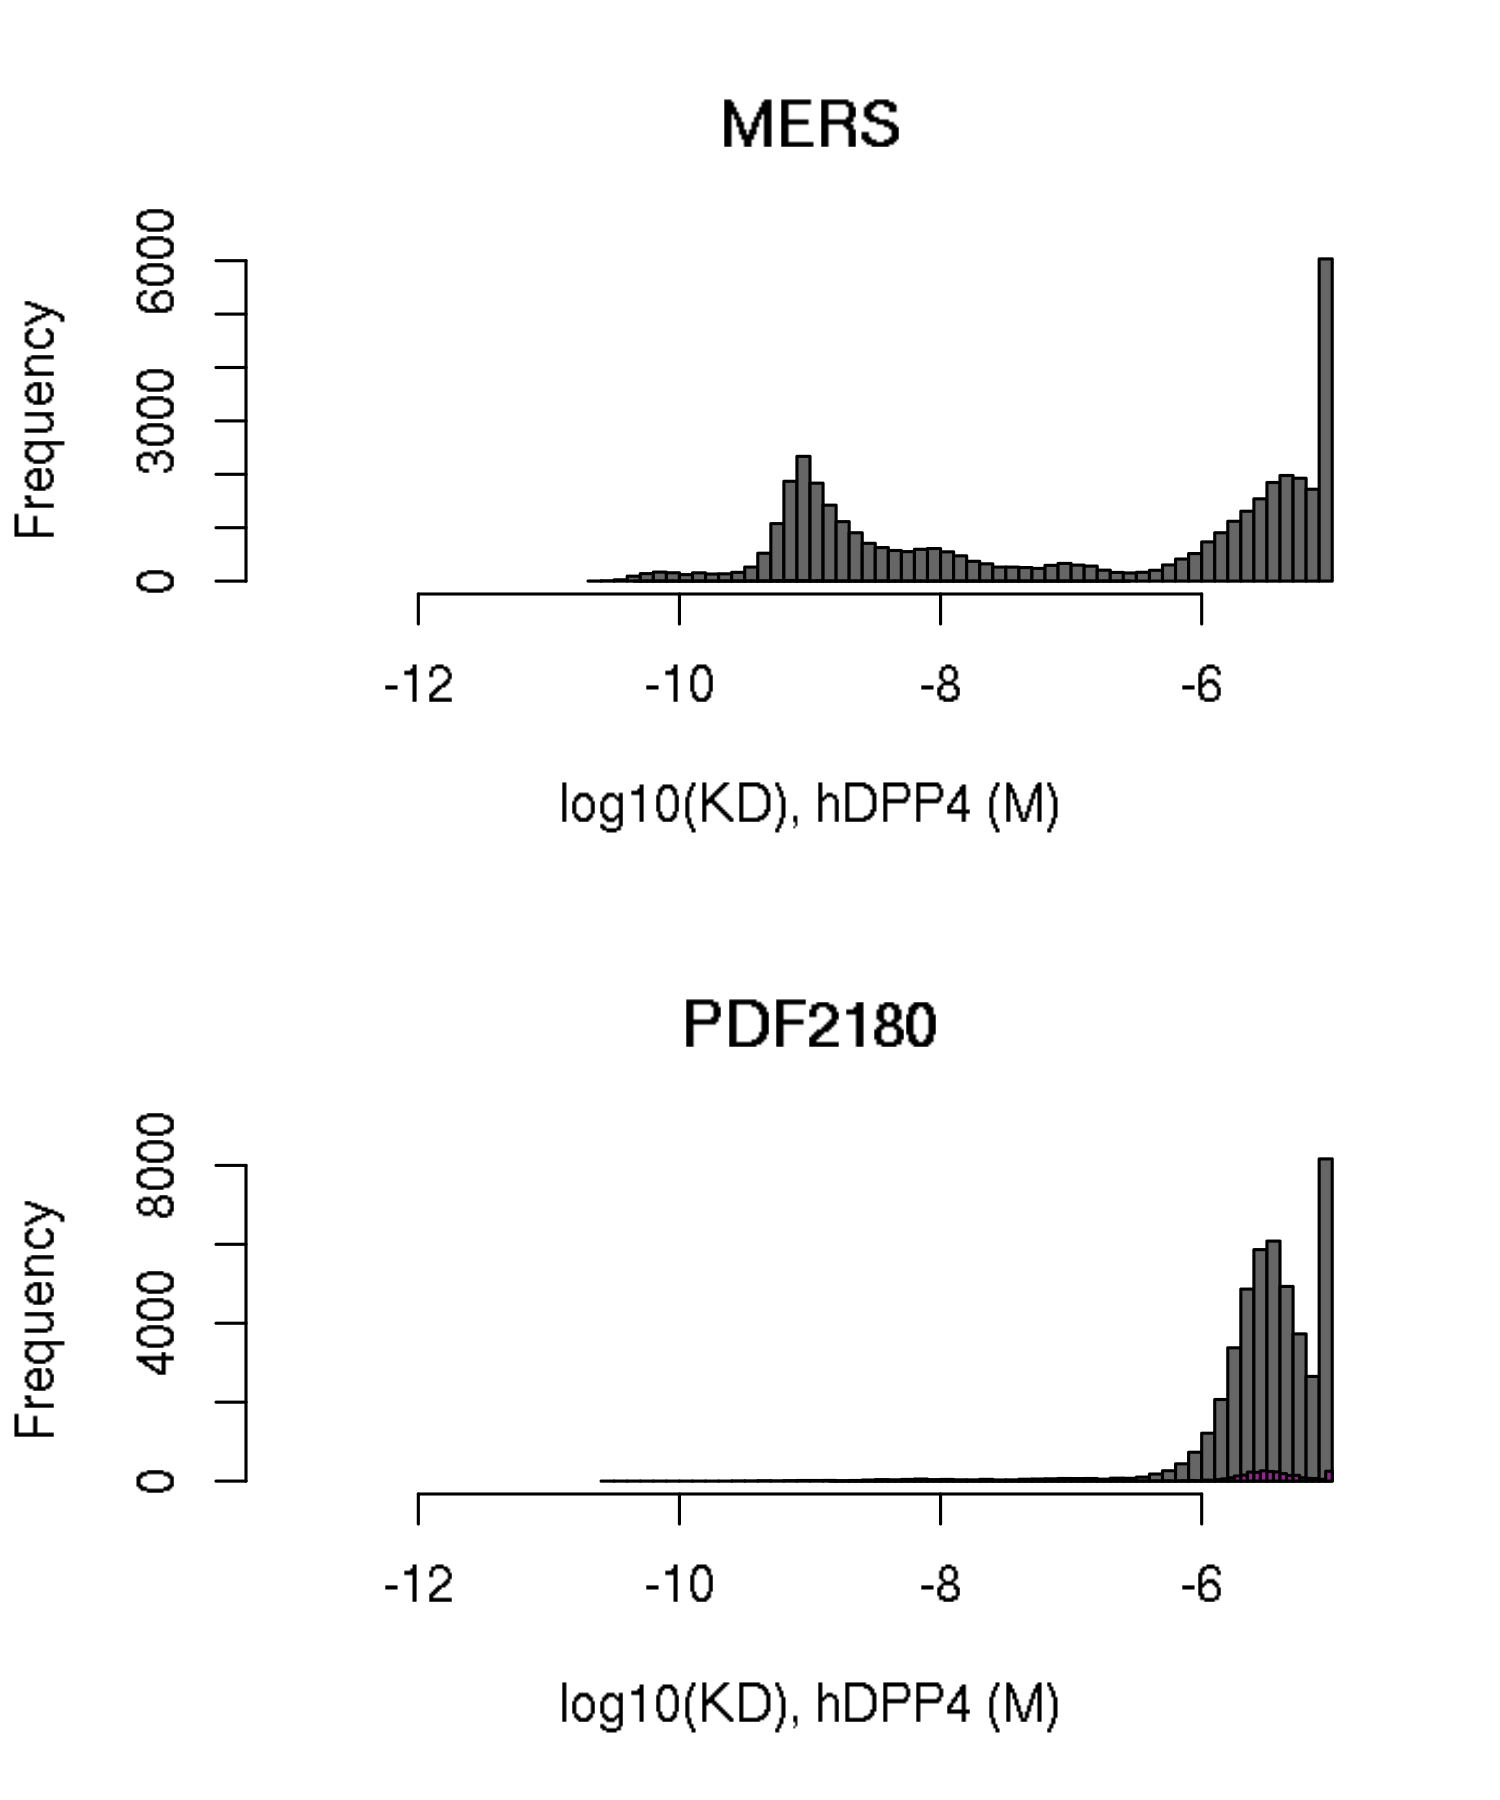 MERS
Frequency
0
3000
6000
-12
-10
-8
-6
log10(KD), hDPP4 (M)
PDF2180
Frequency
0
4000
8000
-12
-10
-8
-6
log10(KD), hDPP4 (M)